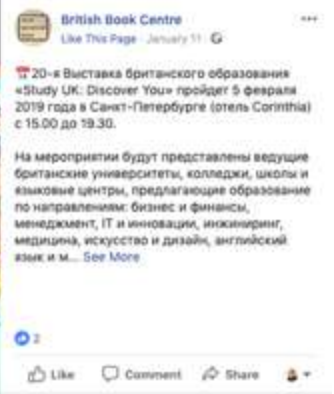 British Book Centre
Like This Page · January 11 ·
20-я Выставка британского образования
«Study UK: Discover You» пройдет 5 февраля
2019 года в Санкт-Петербурге (отель Corinthia)
с 15.00 до 19.30.
На мероприятии будут представлены ведущие
британские университеты, колледжи, школы и
языковые центры, предлагающие образование
по направлениям: бизнес и финансы,
менеджмент, IT и инновации, инжиниринг,
медицина, искусство и дизайн, английский
язык и м... See More
2
Like Comment Share